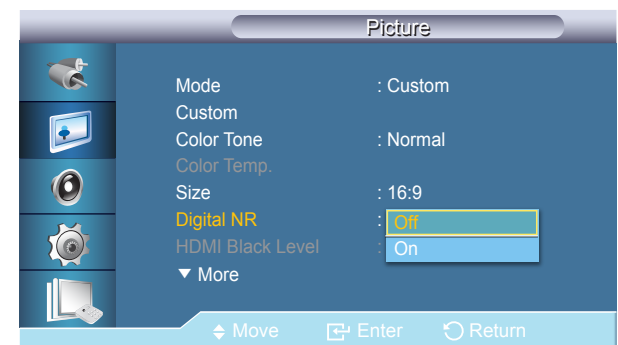 Picture
Mode : Custom
Custom
Color Tone : Normal
Color Temp.
Size : 16:9
Digital NR : Off
HDMI Black Level : On
▼ More
Move Enter Return